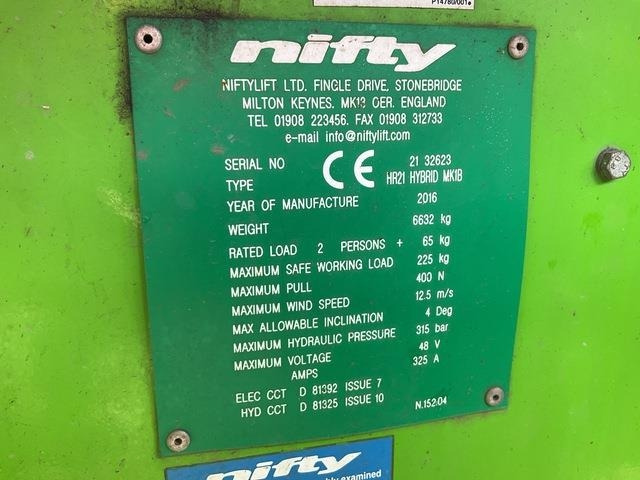 P14780/001
nifty
NIFTYLIFT LTD. FINGLE DRIVE, STONEBRIDGE
MILTON KEYNES. MK13 OER. ENGLAND
TEL 01908 223456. FAX 01908 312733
e-mail info@niftylift.com
SERIAL NO 21 32623
TYPE CE HR21 HYBRID MK1B
YEAR OF MANUFACTURE 2016
WEIGHT 6632 kg
RATED LOAD 2 PERSONS + 65 kg
MAXIMUM SAFE WORKING LOAD 225 kg
MAXIMUM PULL 400 N
MAXIMUM WIND SPEED 12.5 m/s
MAX ALLOWABLE INCLINATION 4 Deg
MAXIMUM HYDRAULIC PRESSURE 315 bar
MAXIMUM VOLTAGE 48 V
AMPS 325 A
ELEC CCT D 81392 ISSUE 7
HYD CCT D 81325 ISSUE 10 N.152.04
nifty
examined